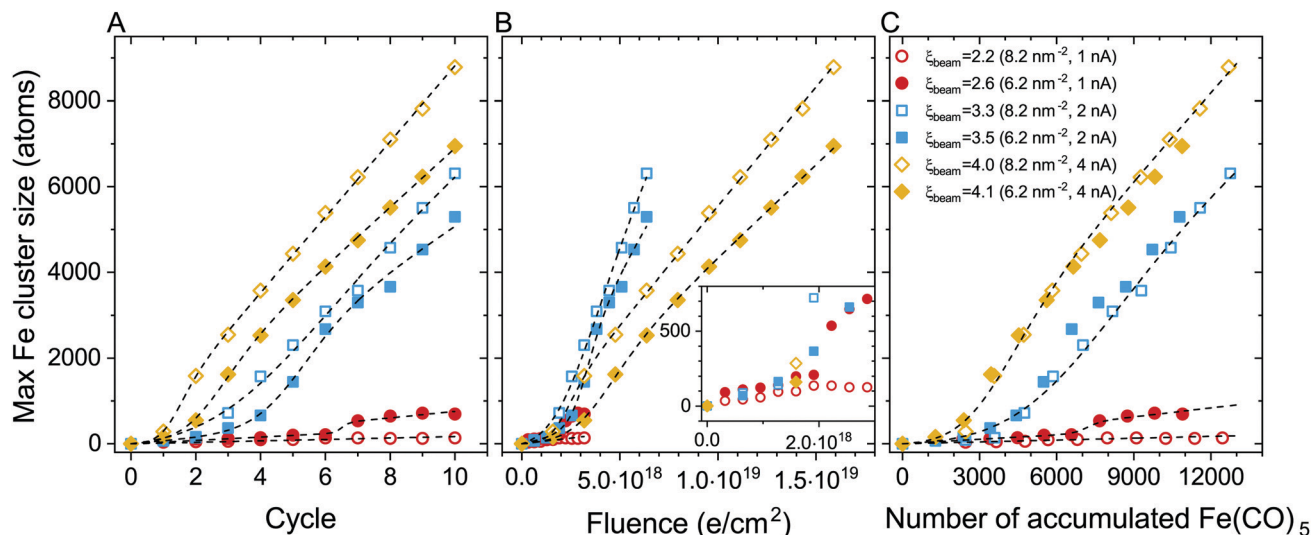 A
B
C
Max Fe cluster size (atoms)
8000
6000
4000
2000
0
0 2 4 6 8 10
Cycle
0.0 5.0·10¹⁸ 1.0·10¹⁹ 1.5·10¹⁹
Fluence (e/cm²)
500
0
0.0 2.0·10¹⁸
ξbeam=2.2 (8.2 nm⁻², 1 nA)
ξbeam=2.6 (6.2 nm⁻², 1 nA)
ξbeam=3.3 (8.2 nm⁻², 2 nA)
ξbeam=3.5 (6.2 nm⁻², 2 nA)
ξbeam=4.0 (8.2 nm⁻², 4 nA)
ξbeam=4.1 (6.2 nm⁻², 4 nA)
0 3000 6000 9000 12000
Number of accumulated Fe(CO)₅